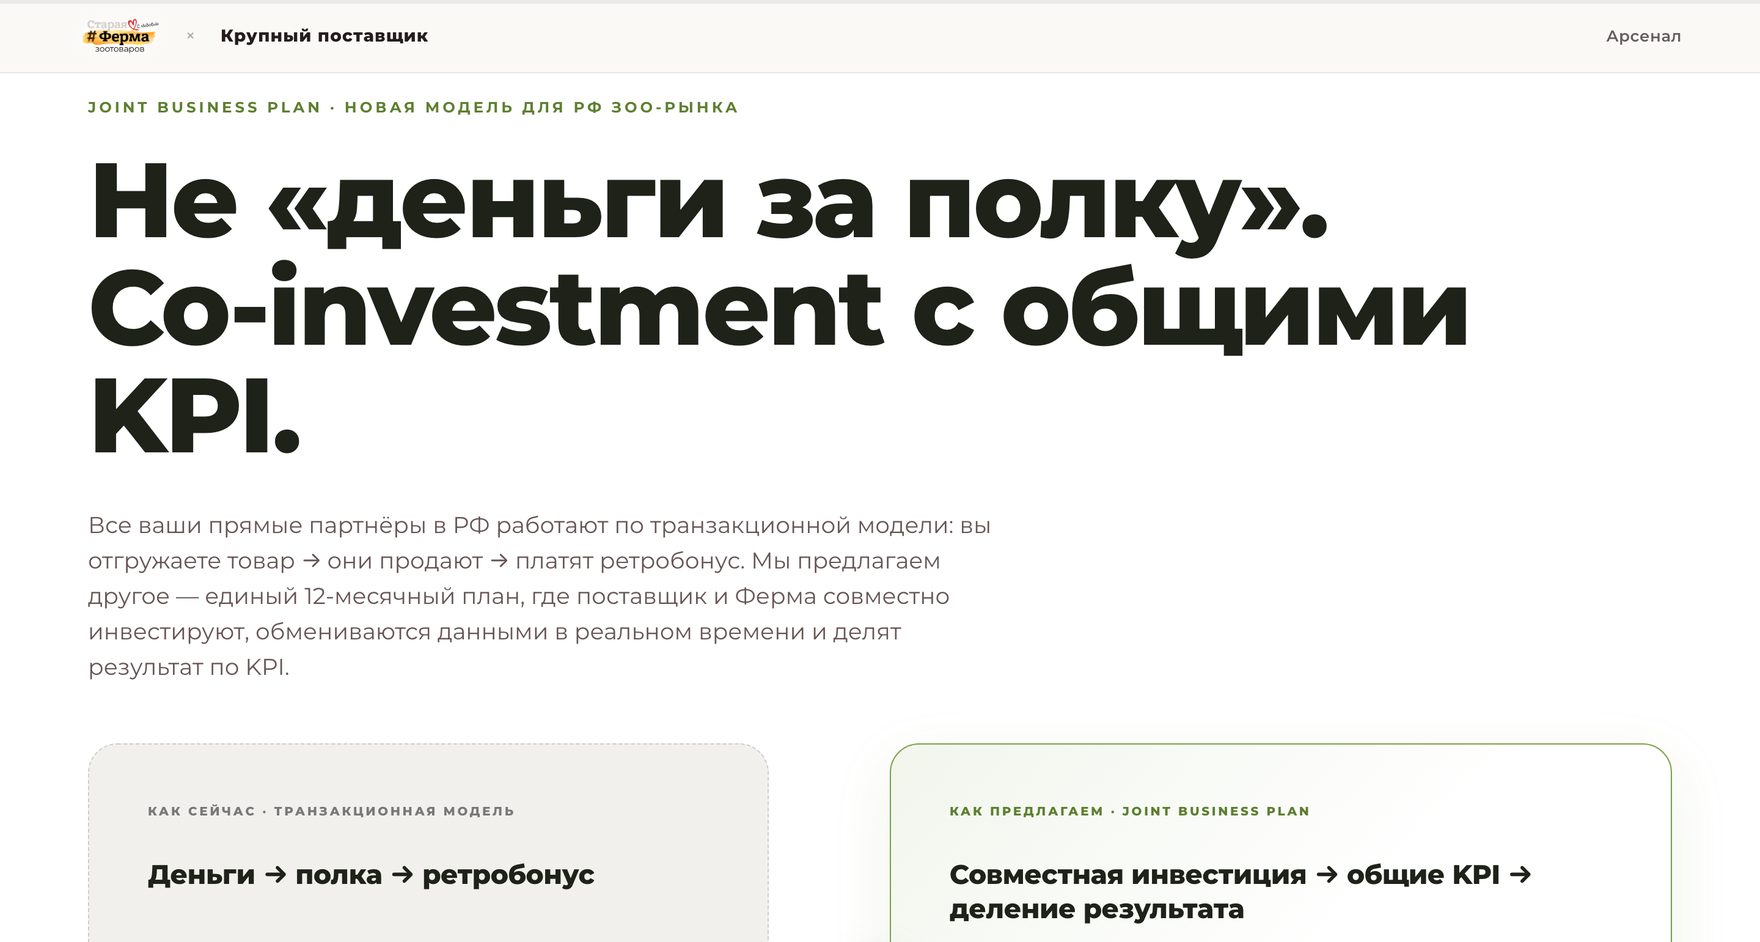 Старая
с любовью
# Ферма
зоотоваров
×
Крупный поставщик
Арсенал
JOINT BUSINESS PLAN · НОВАЯ МОДЕЛЬ ДЛЯ РФ ЗОО-РЫНКА
Не «деньги за полку».
Co-investment с общими
KPI.
Все ваши прямые партнёры в РФ работают по транзакционной модели: вы
отгружаете товар → они продают → платят ретробонус. Мы предлагаем
другое — единый 12-месячный план, где поставщик и Ферма совместно
инвестируют, обмениваются данными в реальном времени и делят
результат по KPI.
КАК СЕЙЧАС · ТРАНЗАКЦИОННАЯ МОДЕЛЬ
Деньги → полка → ретробонус
КАК ПРЕДЛАГАЕМ · JOINT BUSINESS PLAN
Совместная инвестиция → общие KPI →
деление результата